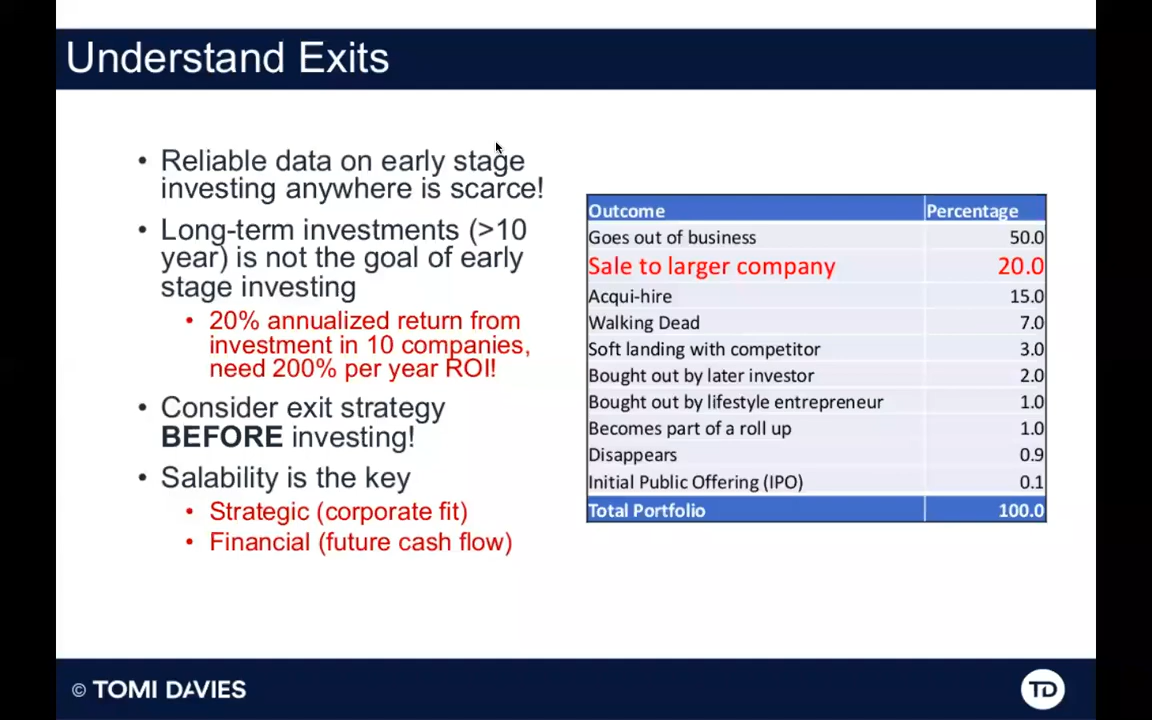 Understand Exits
• Reliable data on early stage
investing anywhere is scarce!
• Long-term investments (>10
year) is not the goal of early
stage investing
• 20% annualized return from
investment in 10 companies,
need 200% per year ROI!
• Consider exit strategy
BEFORE investing!
• Salability is the key
• Strategic (corporate fit)
• Financial (future cash flow)
Outcome Percentage
Goes out of business 50.0
Sale to larger company 20.0
Acqui-hire 15.0
Walking Dead 7.0
Soft landing with competitor 3.0
Bought out by later investor 2.0
Bought out by lifestyle entrepreneur 1.0
Becomes part of a roll up 1.0
Disappears 0.9
Initial Public Offering (IPO) 0.1
Total Portfolio 100.0
© TOMI DAVIES
TD